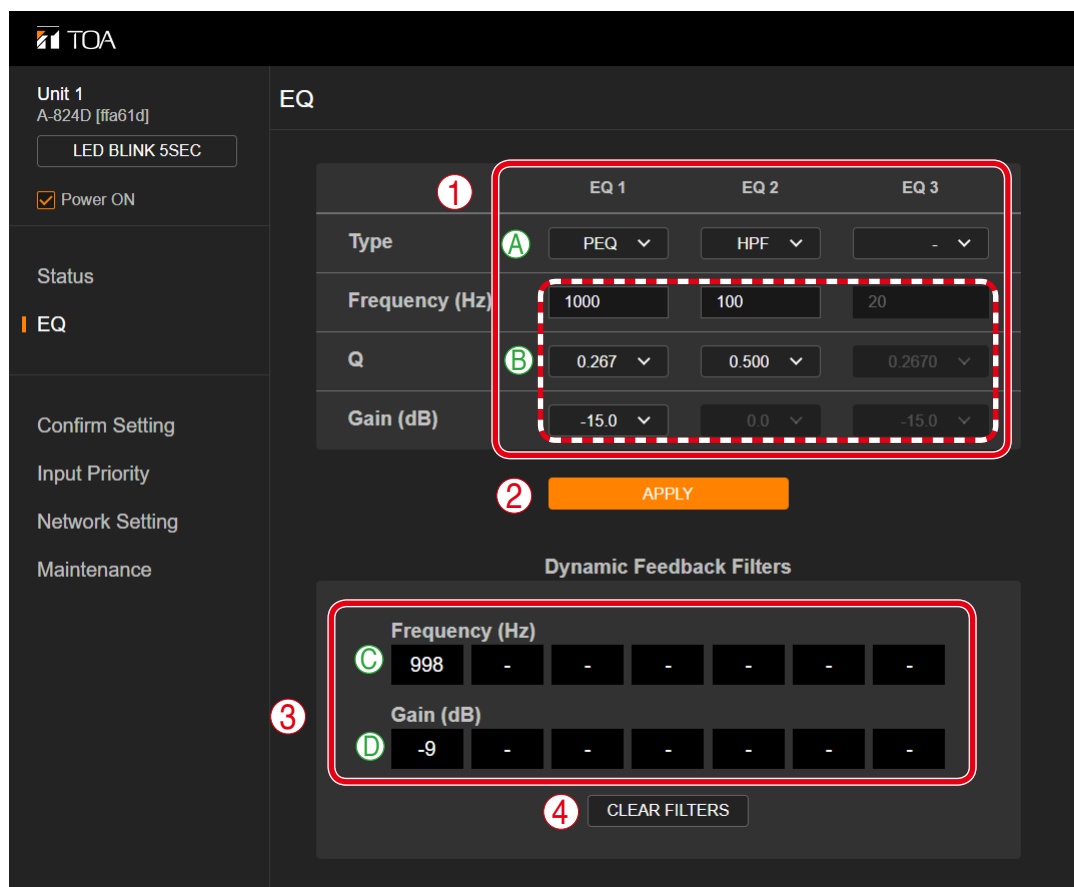 TOA
Unit 1
A-824D [ffa61d]
LED BLINK 5SEC
Power ON
Status
EQ
Confirm Setting
Input Priority
Network Setting
Maintenance
EQ
1 EQ 1 EQ 2 EQ 3
Type A PEQ HPF -
Frequency (Hz) 1000 100 20
Q B 0.267 0.500 0.2670
Gain (dB) -15.0 0.0 -15.0
2 APPLY
Dynamic Feedback Filters
3
Frequency (Hz)
C 998 - - - - - -
Gain (dB)
D -9 - - - - - -
4 CLEAR FILTERS